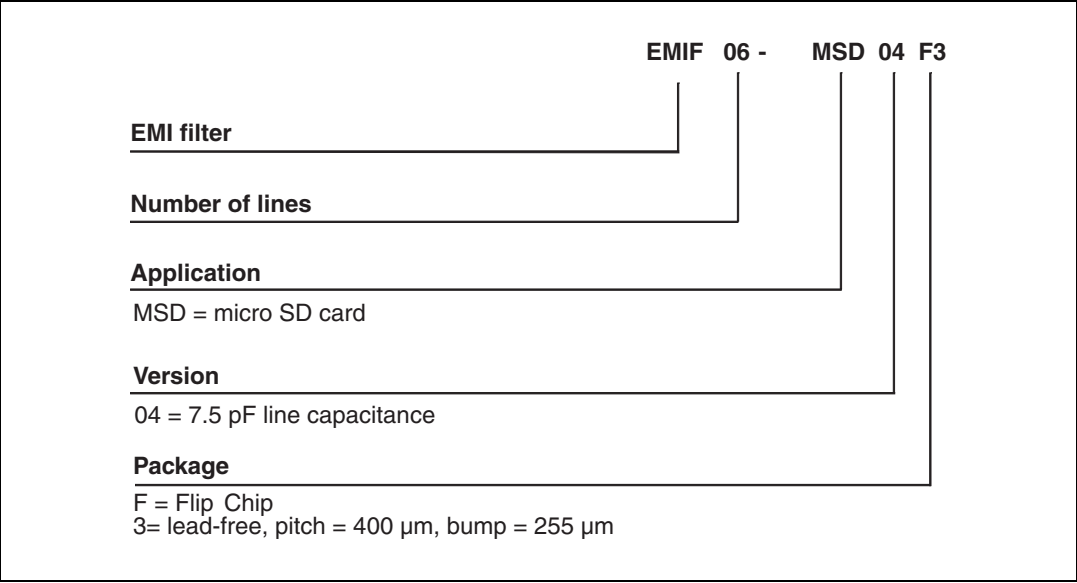 EMIF 06 - MSD 04 F3
EMI filter
Number of lines
Application
MSD = micro SD card
Version
04 = 7.5 pF line capacitance
Package
F = Flip Chip
3= lead-free, pitch = 400 µm, bump = 255 µm